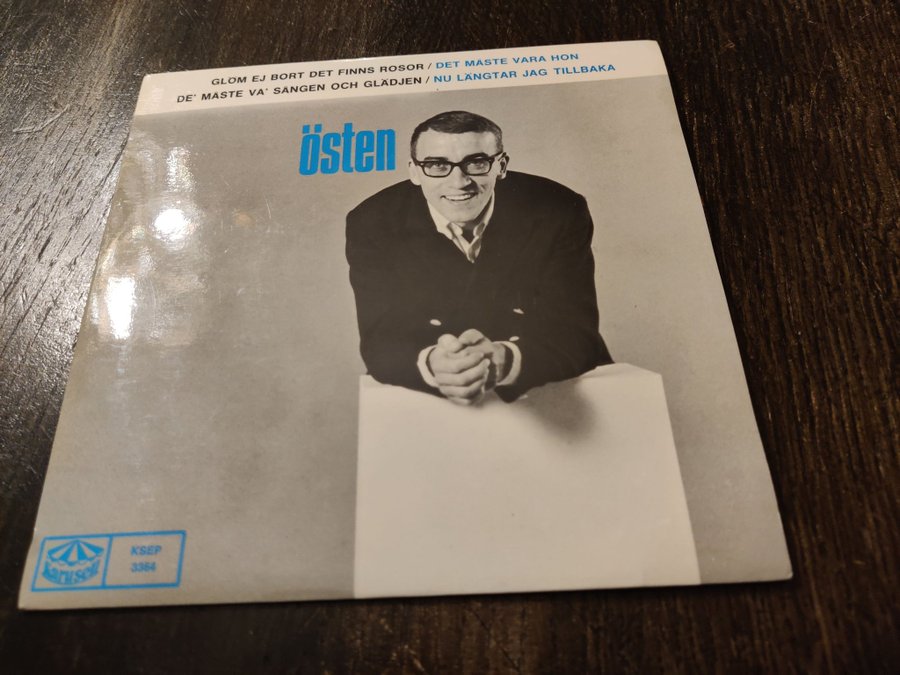 GLÖM EJ BORT DET FINNS ROSOR / DET MÅSTE VARA HON
DE' MÅSTE VA' SÅNGEN OCH GLÄDJEN / NU LÄNGTAR JAG TILLBAKA
östen
karusell
KSEP
3364